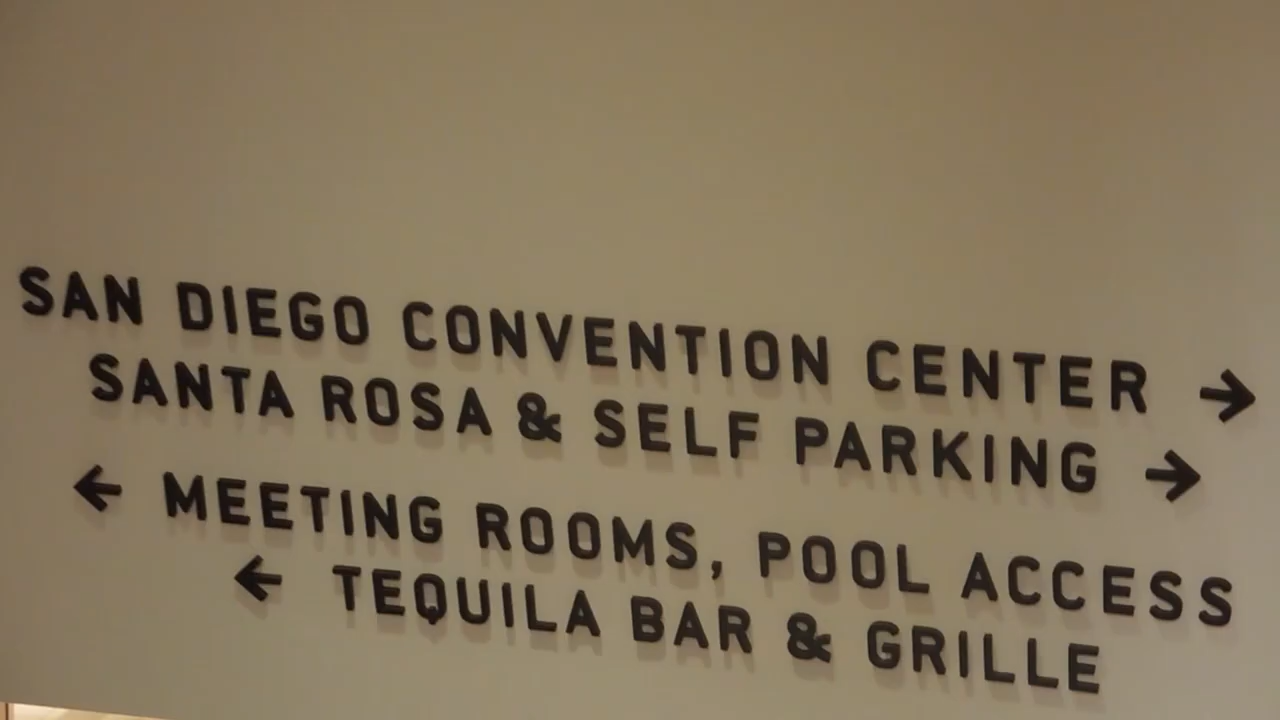 SAN DIEGO CONVENTION CENTER →
SANTA ROSA & SELF PARKING →
← MEETING ROOMS, POOL ACCESS
← TEQUILA BAR & GRILLE